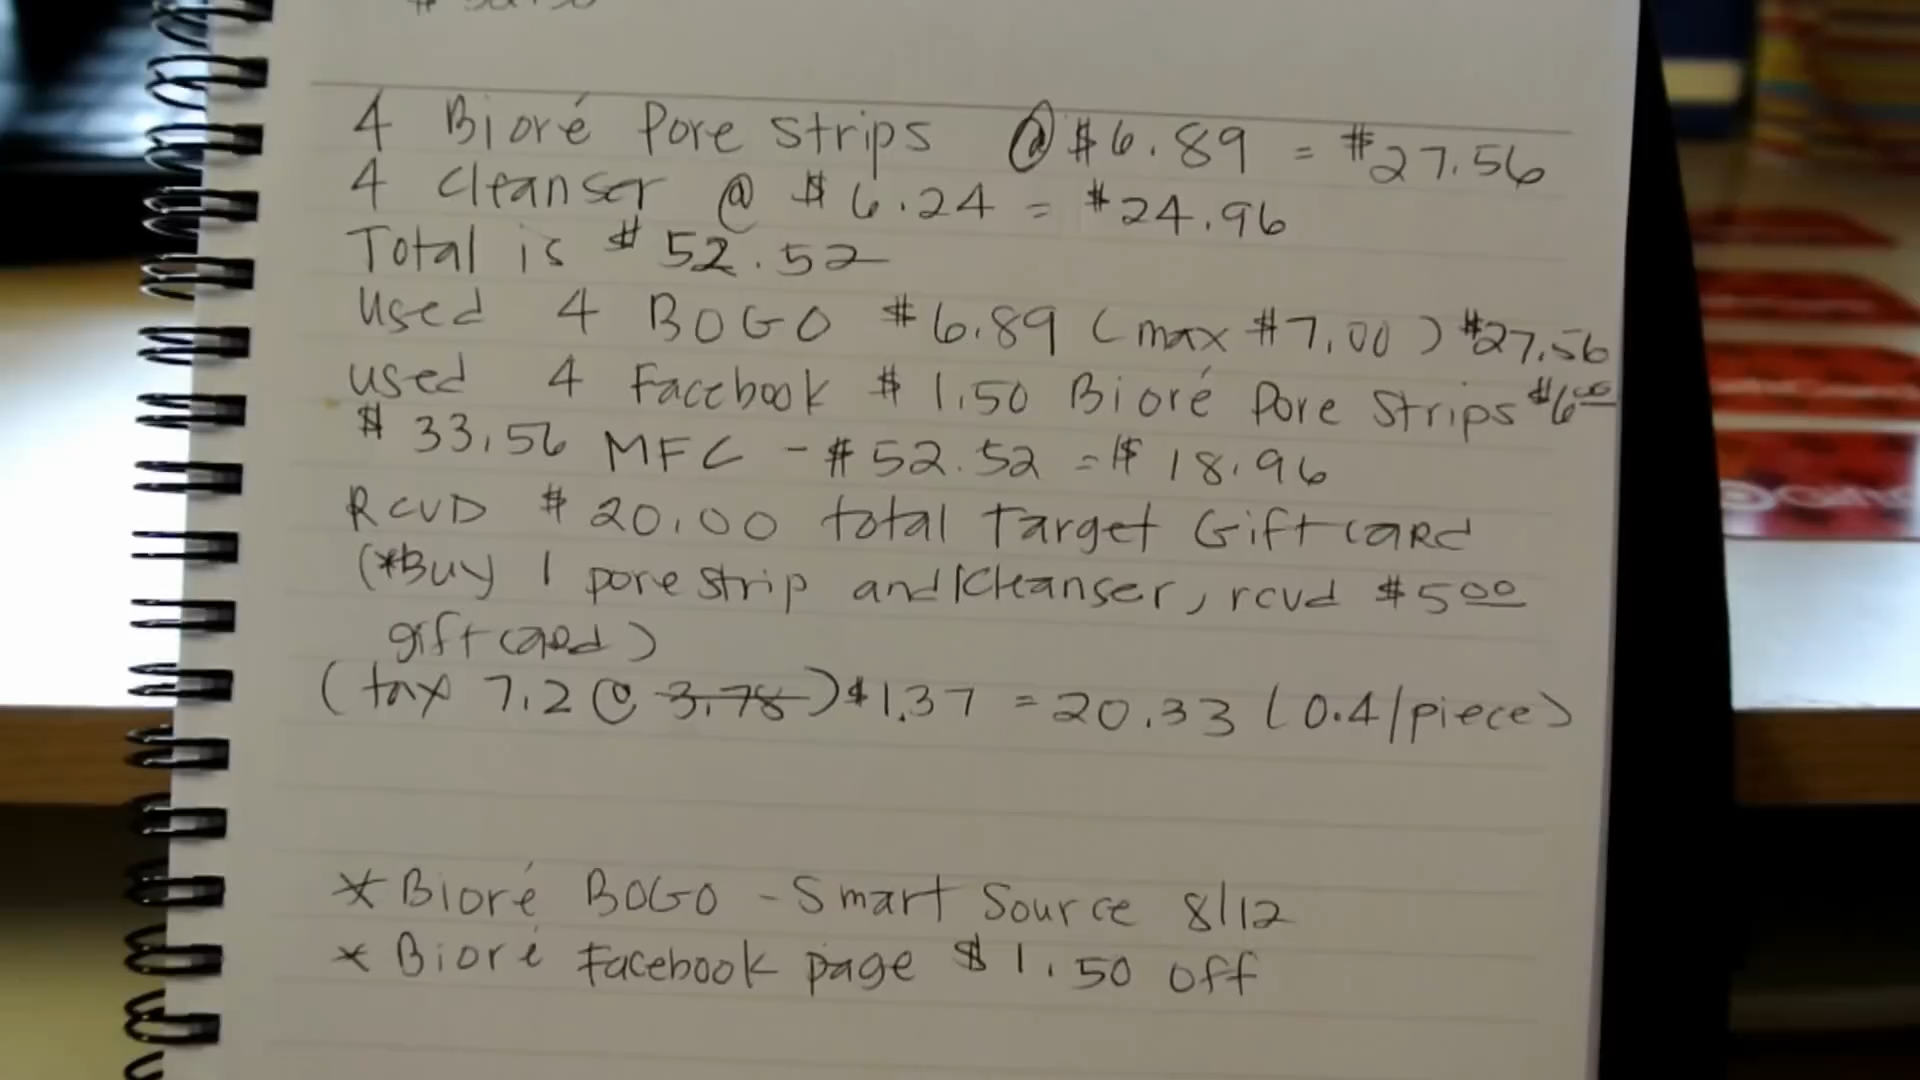 4 Bioré Pore strips @ $6.89 = $27.56
4 cleanser @ $6.24 = $24.96
Total is $52.52
used 4 BOGO $6.89 (max $7.00) $27.56
used 4 Facebook $1.50 Bioré Pore Strips $6.00
$33.56 MFC - $52.52 = $18.96
RCVD $20.00 total Target Giftcard
(*Buy 1 pore strip and 1 cleanser, rcvd $5.00
giftcard)
(tax 7.2 @ 3.78) $1.37 = 20.33 (0.4/piece)
* Bioré BOGO - Smart Source 8/12
* Bioré Facebook page $1.50 off